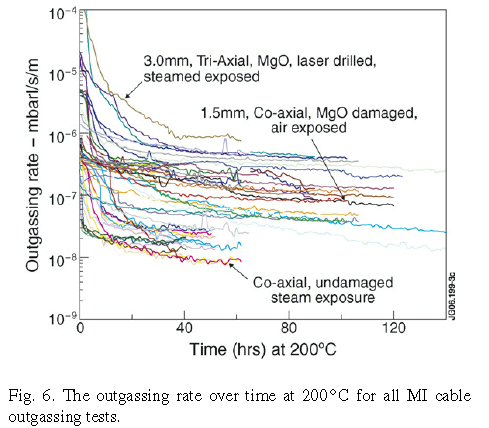 10⁻⁴
3.0mm, Tri-Axial, MgO, laser drilled,
steamed exposed
10⁻⁵
1.5mm, Co-axial, MgO damaged,
air exposed
10⁻⁶
Outgassing rate – mbarl/s/m
10⁻⁷
10⁻⁸
Co-axial, undamaged
steam exposure
10⁻⁹
0 40 80 120
Time (hrs) at 200ºC
JG06.199-3c
Fig. 6. The outgassing rate over time at 200°C for all MI cable
outgassing tests.